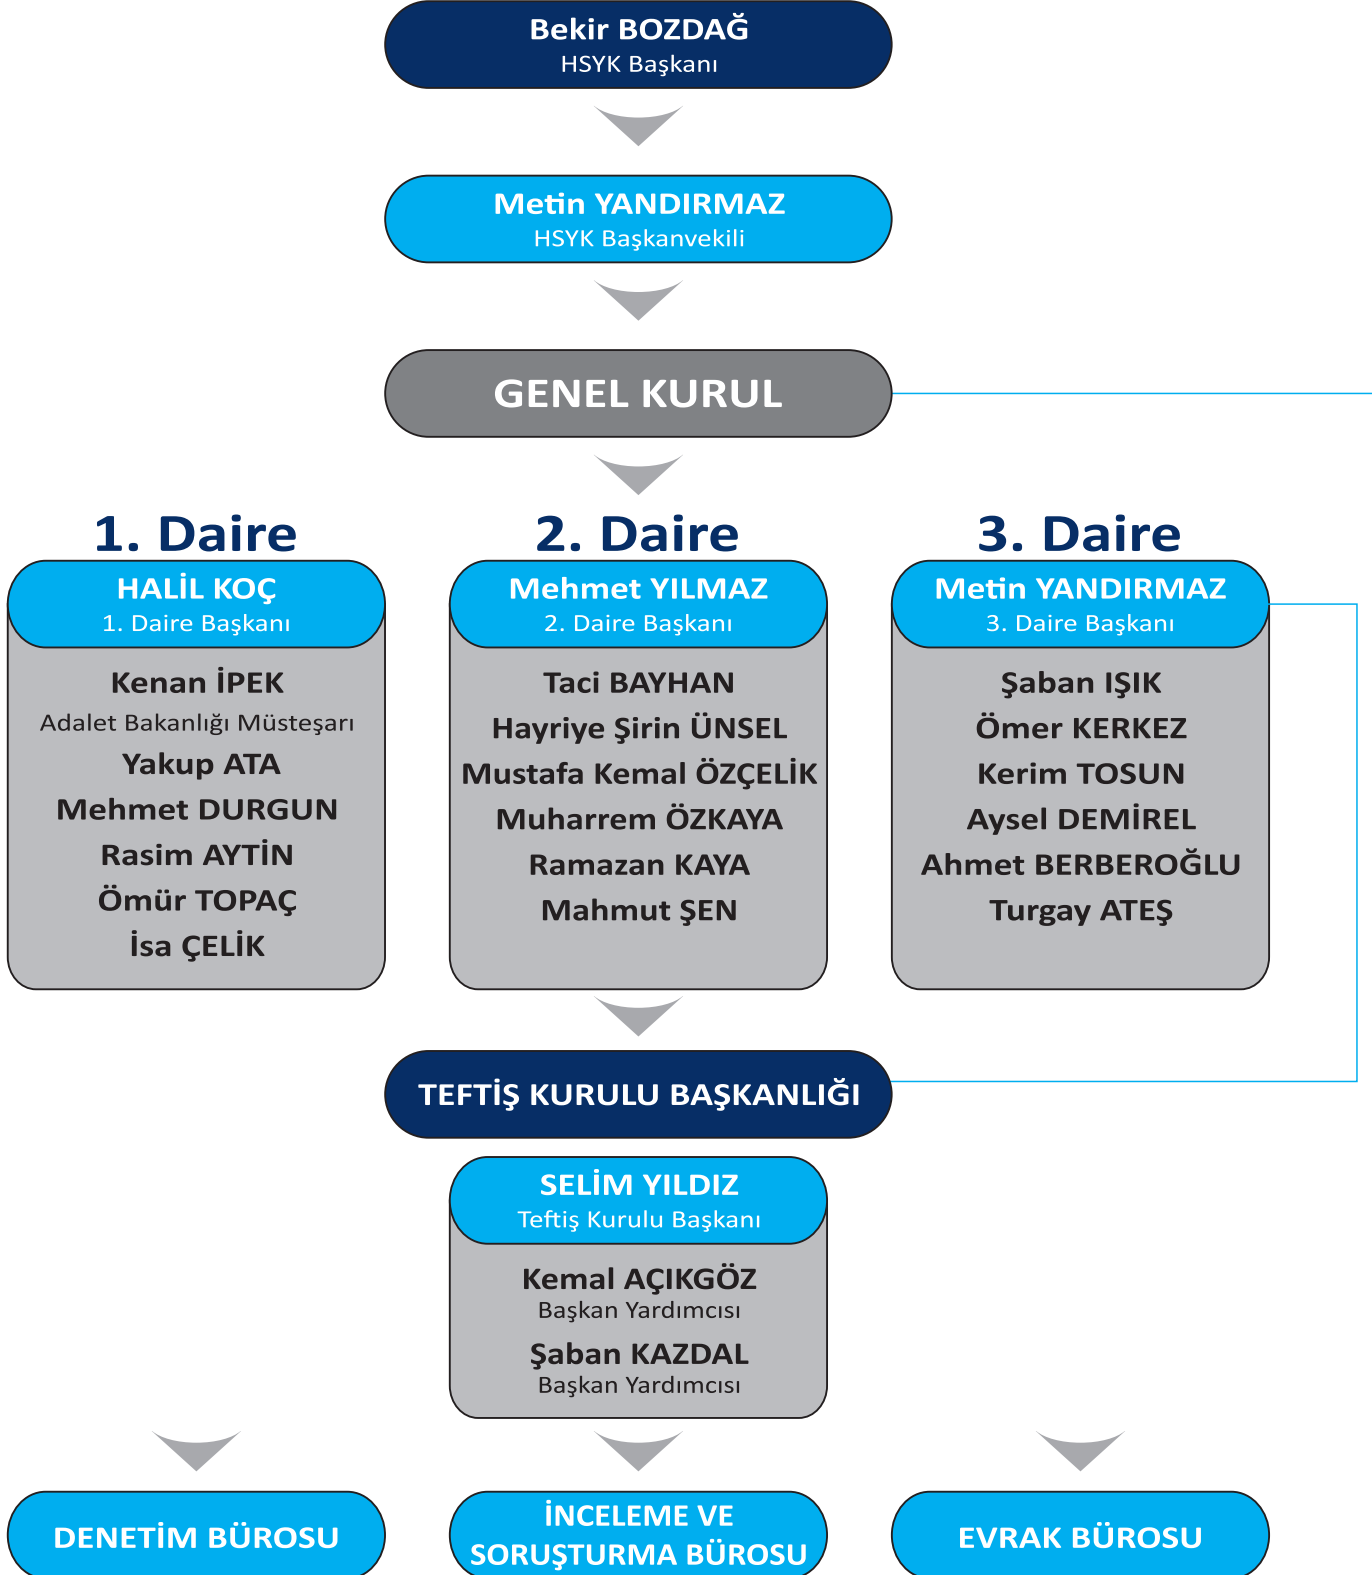 Bekir BOZDAĞ
HSYK Başkanı
Metin YANDIRMAZ
HSYK Başkanvekili
GENEL KURUL
1. Daire
HALİL KOÇ
1. Daire Başkanı
Kenan İPEK
Adalet Bakanlığı Müsteşarı
Yakup ATA
Mehmet DURGUN
Rasim AYTİN
Ömür TOPAÇ
İsa ÇELİK
2. Daire
Mehmet YILMAZ
2. Daire Başkanı
Taci BAYHAN
Hayriye Şirin ÜNSEL
Mustafa Kemal ÖZÇELİK
Muharrem ÖZKAYA
Ramazan KAYA
Mahmut ŞEN
3. Daire
Metin YANDIRMAZ
3. Daire Başkanı
Şaban IŞIK
Ömer KERKEZ
Kerim TOSUN
Aysel DEMİREL
Ahmet BERBEROĞLU
Turgay ATEŞ
TEFTİŞ KURULU BAŞKANLIĞI
SELİM YILDIZ
Teftiş Kurulu Başkanı
Kemal AÇIKGÖZ
Başkan Yardımcısı
Şaban KAZDAL
Başkan Yardımcısı
DENETİM BÜROSU
İNCELEME VE
SORUŞTURMA BÜROSU
EVRAK BÜROSU